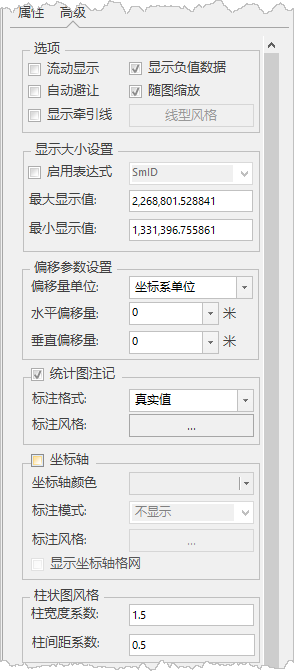 属性 高级
选项
流动显示 显示负值数据
自动避让 随图缩放
显示牵引线 线型风格
显示大小设置
启用表达式 SmID
最大显示值: 2,268,801.528841
最小显示值: 1,331,396.755861
偏移参数设置
偏移量单位: 坐标系单位
水平偏移量: 0 米
垂直偏移量: 0 米
统计图注记
标注格式: 真实值
标注风格: ...
坐标轴
坐标轴颜色
标注模式: 不显示
标注风格: ...
显示坐标轴格网
柱状图风格
柱宽度系数: 1.5
柱间距系数: 0.5